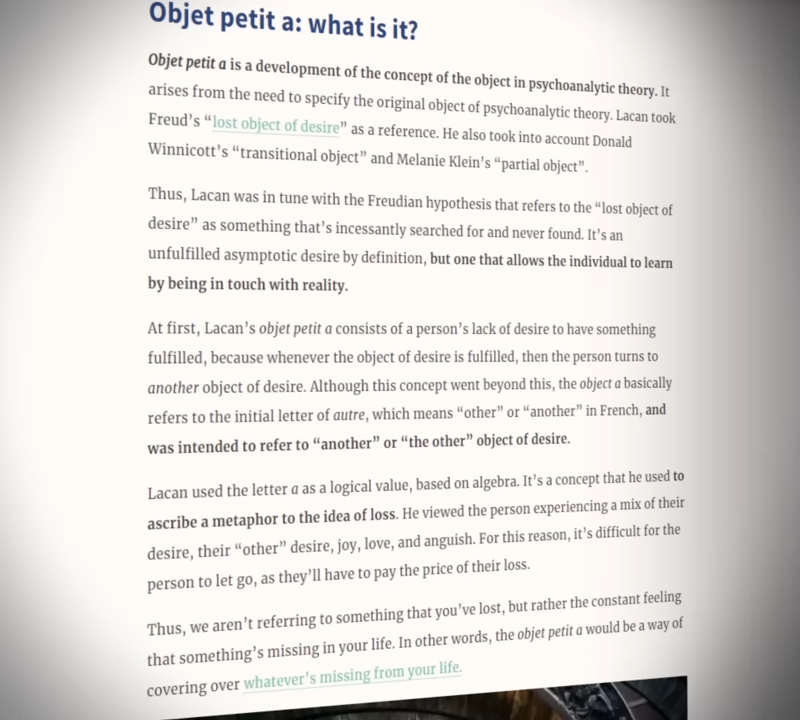 Objet petit a: what is it?
Objet petit a is a development of the concept of the object in psychoanalytic theory. It
arises from the need to specify the original object of psychoanalytic theory. Lacan took
Freud's “lost object of desire” as a reference. He also took into account Donald
Winnicott's “transitional object” and Melanie Klein's “partial object”.
Thus, Lacan was in tune with the Freudian hypothesis that refers to the “lost object of
desire” as something that's incessantly searched for and never found. It's an
unfulfilled asymptotic desire by definition, but one that allows the individual to learn
by being in touch with reality.
At first, Lacan's objet petit a consists of a person's lack of desire to have something
fulfilled, because whenever the object of desire is fulfilled, then the person turns to
another object of desire. Although this concept went beyond this, the object a basically
refers to the initial letter of autre, which means “other” or “another” in French, and
was intended to refer to “another” or “the other” object of desire.
Lacan used the letter a as a logical value, based on algebra. It's a concept that he used to
ascribe a metaphor to the idea of loss. He viewed the person experiencing a mix of their
desire, their “other” desire, joy, love, and anguish. For this reason, it's difficult for the
person to let go, as they'll have to pay the price of their loss.
Thus, we aren't referring to something that you've lost, but rather the constant feeling
that something's missing in your life. In other words, the objet petit a would be a way of
covering over whatever's missing from your life.